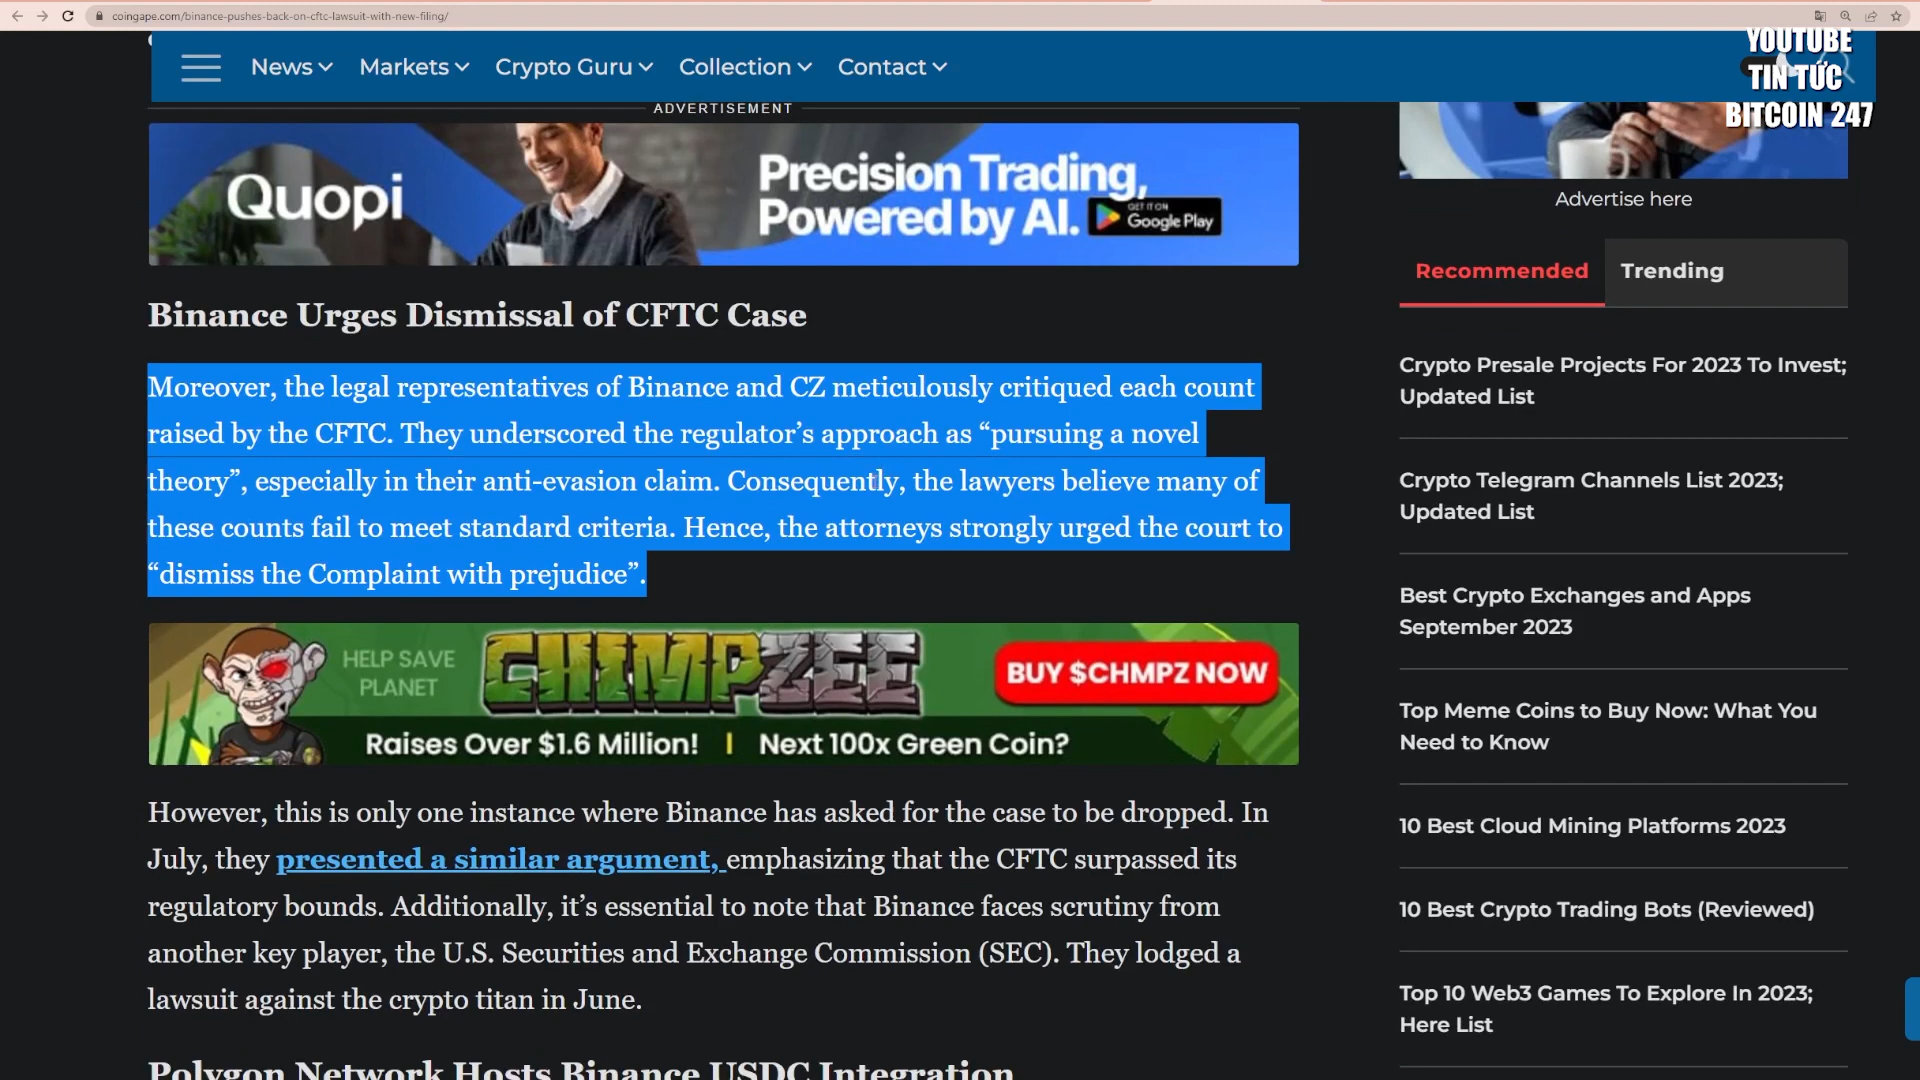 coingape.com/binance-pushes-back-on-cftc-lawsuit-with-new-filing/
News
Markets
Crypto Guru
Collection
Contact
YOUTUBE
TIN TỨC
BITCOIN 247
ADVERTISEMENT
Quopi
Precision Trading,
Powered by AI.
GET IT ON
Google Play
Advertise here
Recommended
Trending
Binance Urges Dismissal of CFTC Case
Moreover, the legal representatives of Binance and CZ meticulously critiqued each count
raised by the CFTC. They underscored the regulator’s approach as “pursuing a novel
theory”, especially in their anti-evasion claim. Consequently, the lawyers believe many of
these counts fail to meet standard criteria. Hence, the attorneys strongly urged the court to
“dismiss the Complaint with prejudice”.
HELP SAVE
PLANET
CHIMPZEE
BUY $CHMPZ NOW
Raises Over $1.6 Million! | Next 100x Green Coin?
However, this is only one instance where Binance has asked for the case to be dropped. In
July, they presented a similar argument, emphasizing that the CFTC surpassed its
regulatory bounds. Additionally, it’s essential to note that Binance faces scrutiny from
another key player, the U.S. Securities and Exchange Commission (SEC). They lodged a
lawsuit against the crypto titan in June.
Polygon Network Hosts Binance USDC Integration
Crypto Presale Projects For 2023 To Invest;
Updated List
Crypto Telegram Channels List 2023;
Updated List
Best Crypto Exchanges and Apps
September 2023
Top Meme Coins to Buy Now: What You
Need to Know
10 Best Cloud Mining Platforms 2023
10 Best Crypto Trading Bots (Reviewed)
Top 10 Web3 Games To Explore In 2023;
Here List